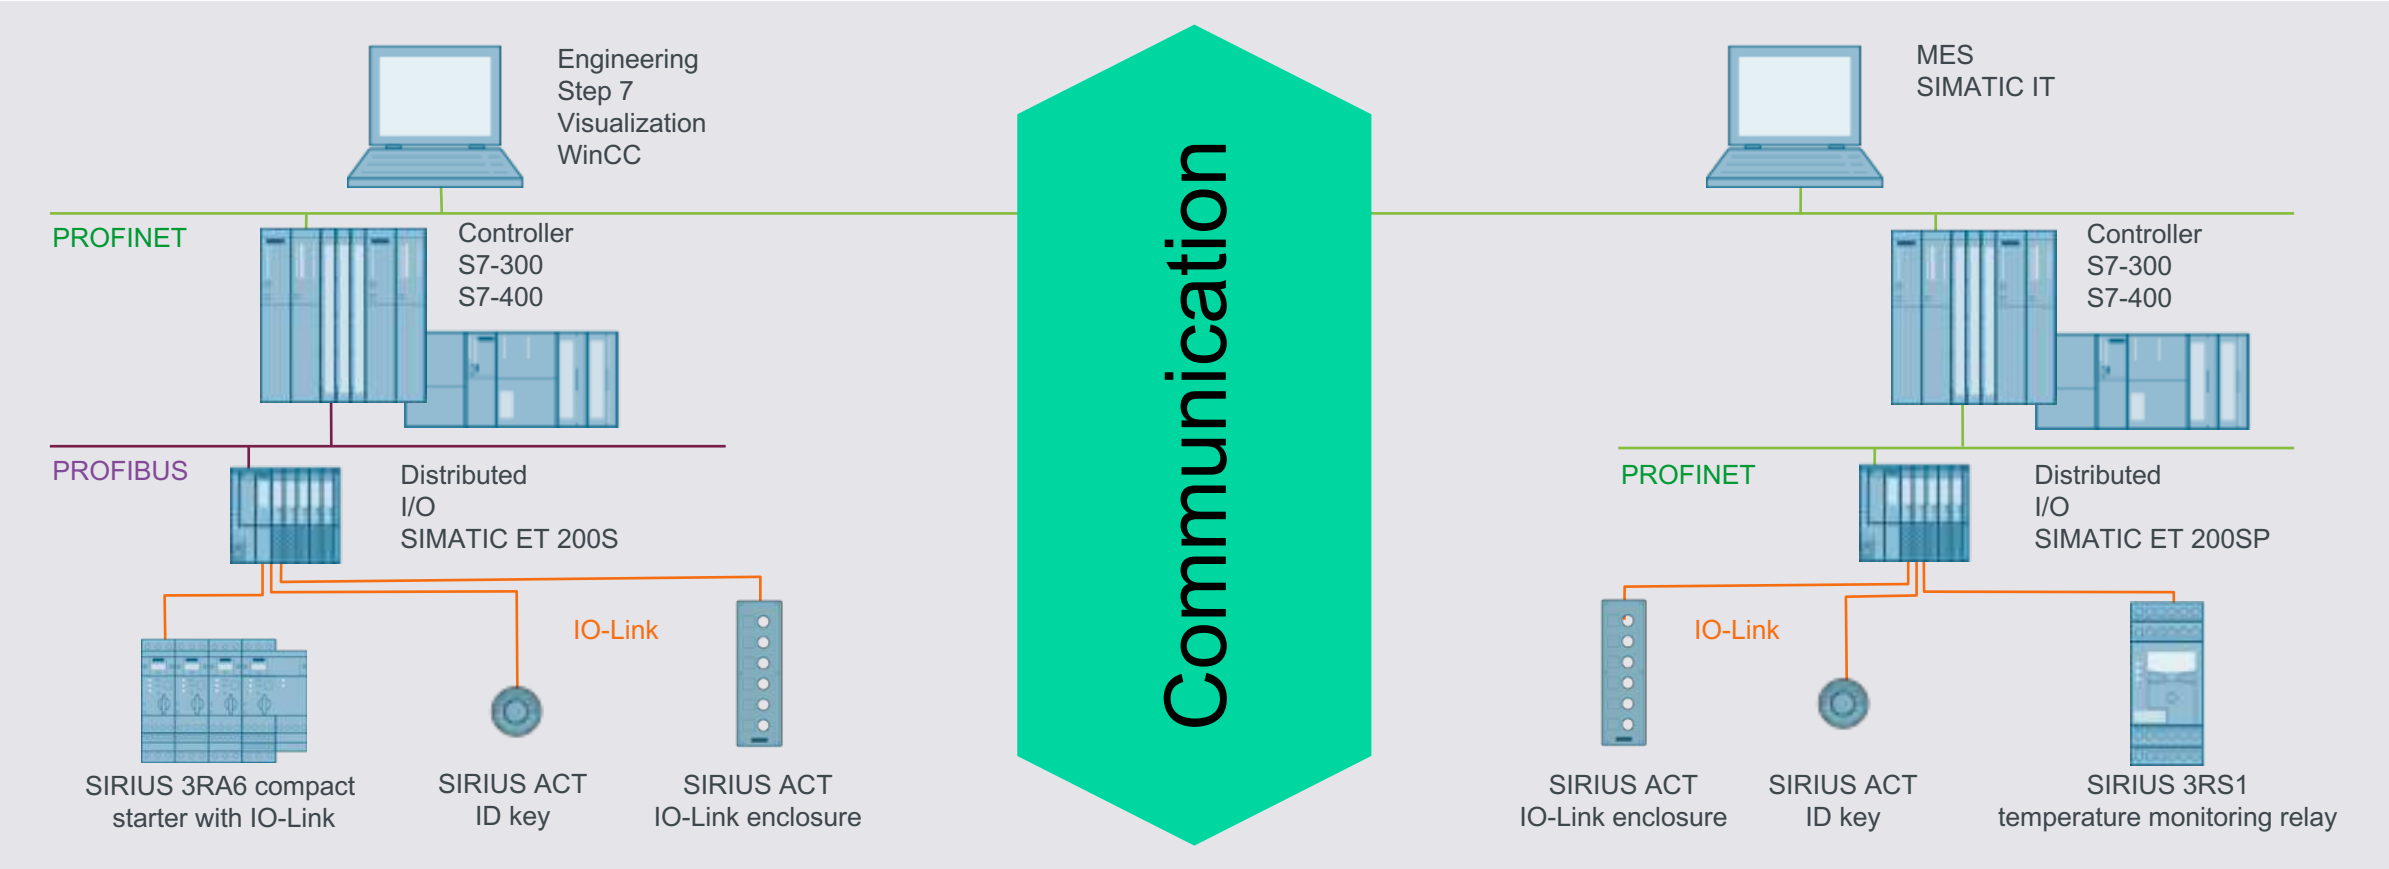 Engineering
Step 7
Visualization
WinCC
PROFINET
Controller
S7-300
S7-400
PROFIBUS
Distributed
I/O
SIMATIC ET 200S
IO-Link
SIRIUS 3RA6 compact
starter with IO-Link
SIRIUS ACT
ID key
SIRIUS ACT
IO-Link enclosure
Communication
MES
SIMATIC IT
Controller
S7-300
S7-400
PROFINET
Distributed
I/O
SIMATIC ET 200SP
IO-Link
SIRIUS ACT
IO-Link enclosure
SIRIUS ACT
ID key
SIRIUS 3RS1
temperature monitoring relay